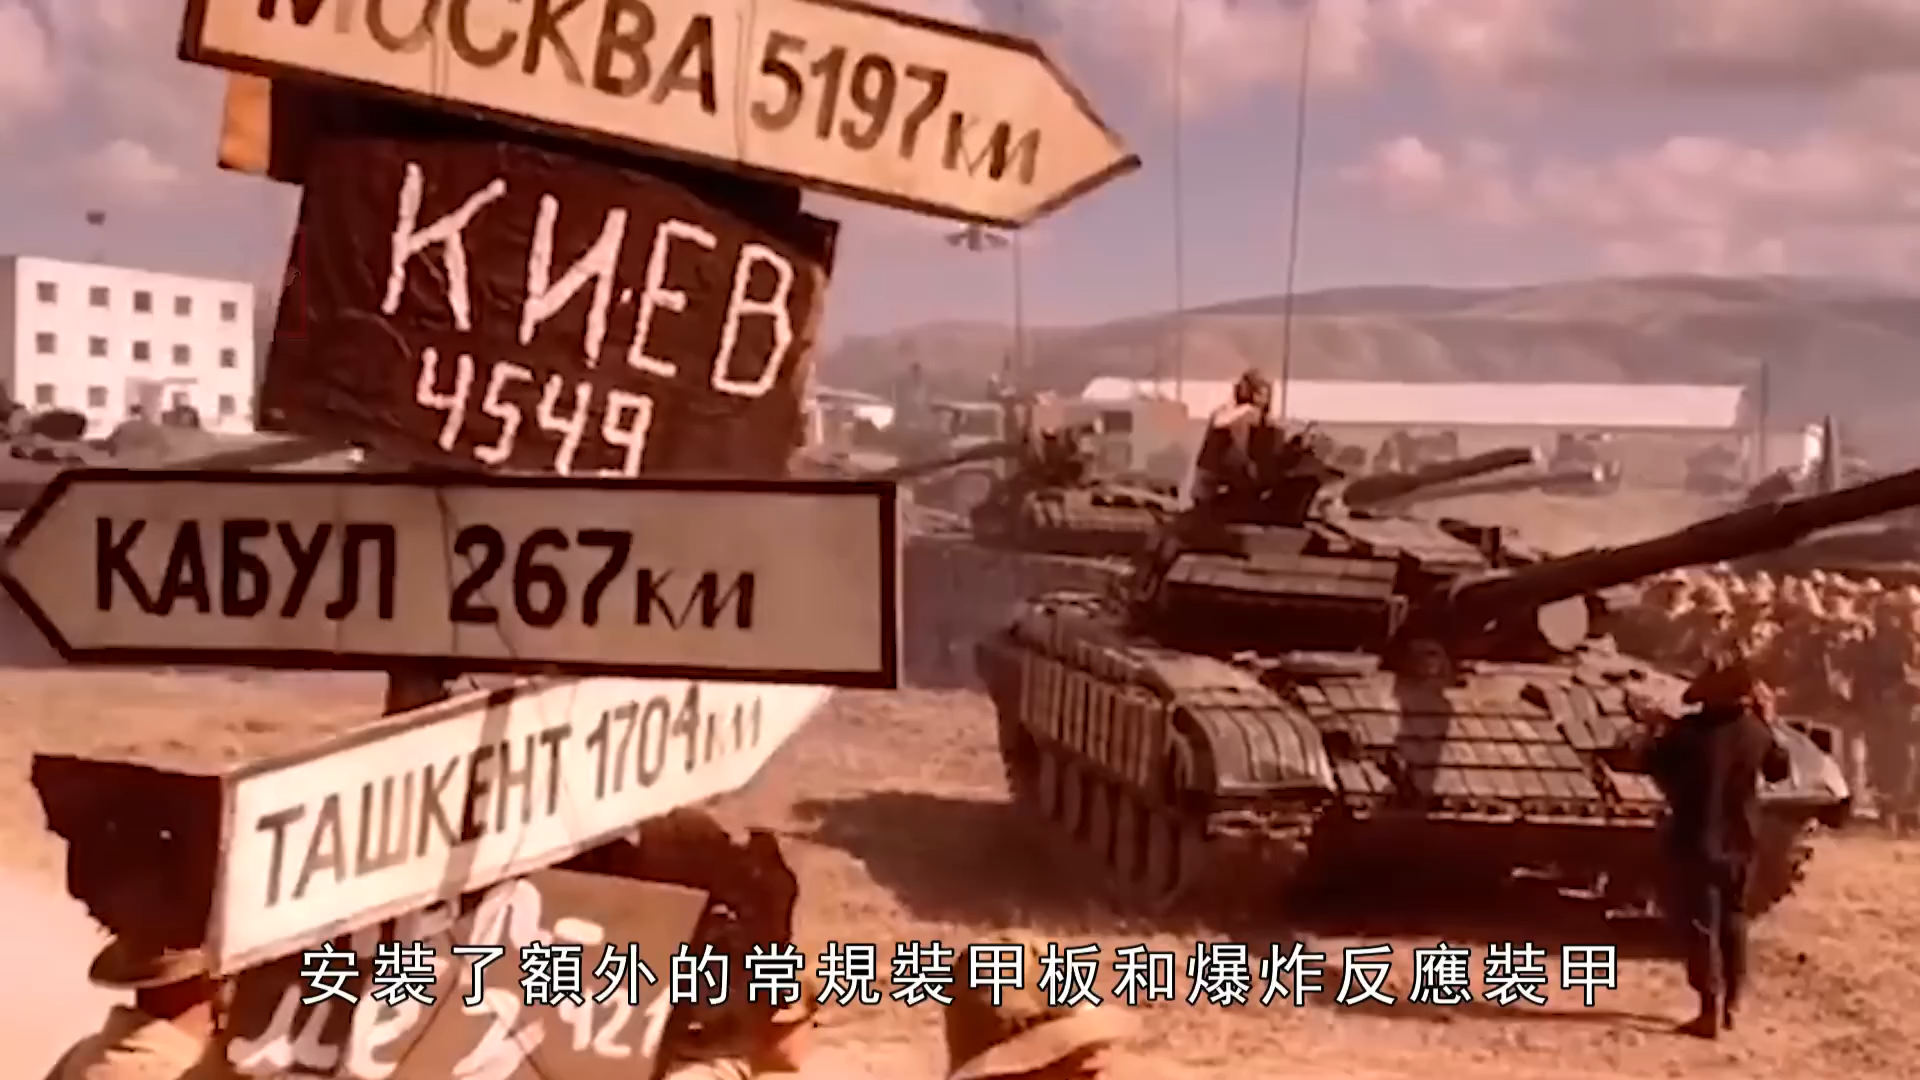 МОСКВА 5197км
КИЕВ
4549
КАБУЛ 267км
ТАШКЕНТ 1704км
安裝了額外的常規裝甲板和爆炸反應裝甲